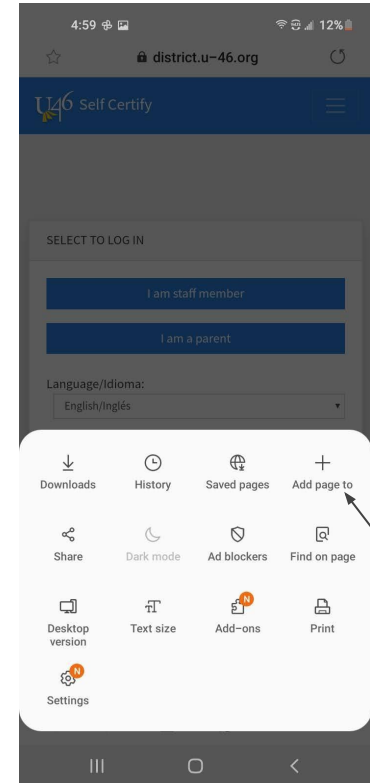 4:59
12%
district.u-46.org
U46 Self Certify
SELECT TO LOG IN
I am staff member
I am a parent
Language/Idioma:
English/Inglés
Downloads
History
Saved pages
Add page to
Share
Dark mode
Ad blockers
Find on page
Desktop
version
Text size
N
Add-ons
Print
N
Settings